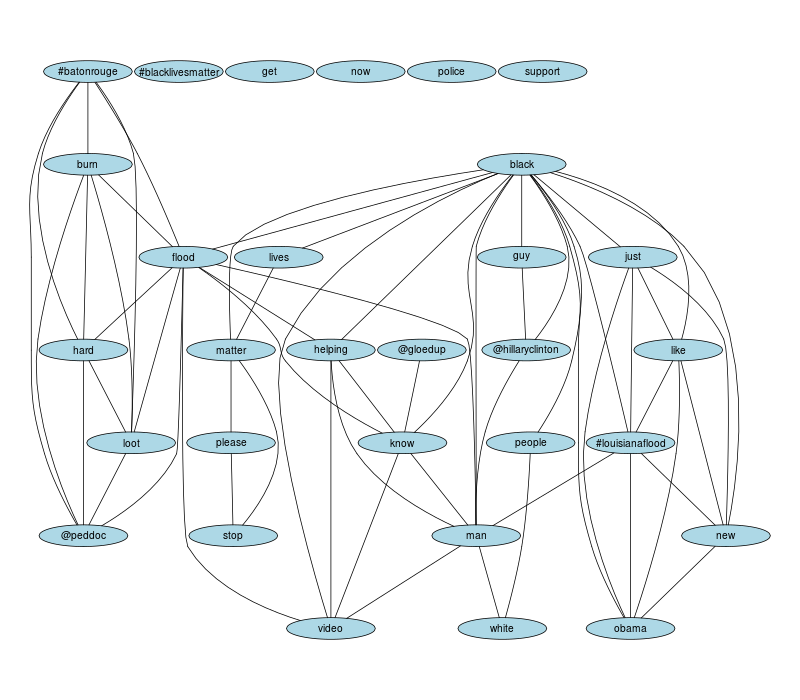 #batonrouge
#blacklivesmatter
get
now
police
support
burn
black
flood
lives
guy
just
hard
matter
helping
@gloedup
@hillaryclinton
like
loot
please
know
people
#louisianaflood
@peddoc
stop
man
new
video
white
obama